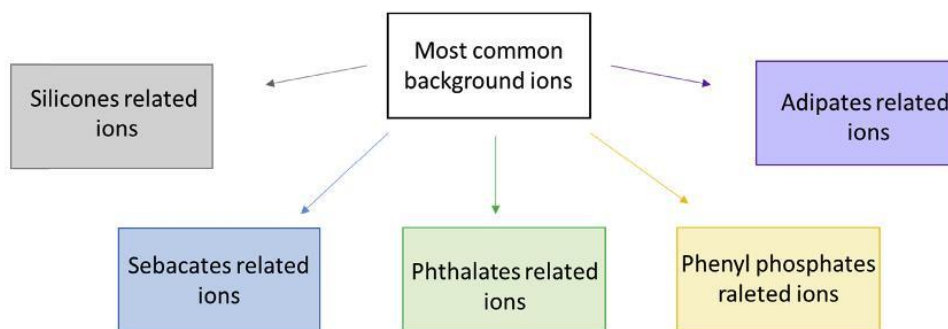 Most common
background ions
Silicones related
ions
Adipates related
ions
Sebacates related
ions
Phthalates related
ions
Phenyl phosphates
raleted ions